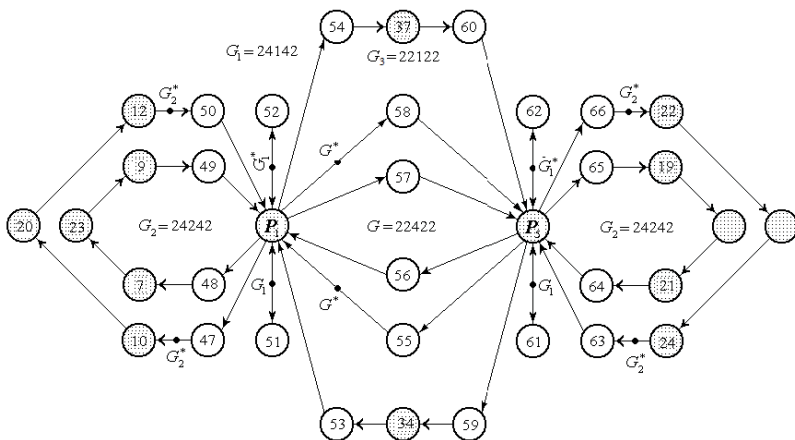 54 37 60
G₁=24142 G₃=22122
G₂* G₂*
12 50 52 58 62 66 22
G₁* G* G₁*
9 49 57 65 19
20 23 G₂=24242 P₁ G=22422 P₃ G₂=24242
7 48 56 64 21
G₁ G* G₁
10 47 51 55 61 63 24
G₂* G₂*
53 34 59